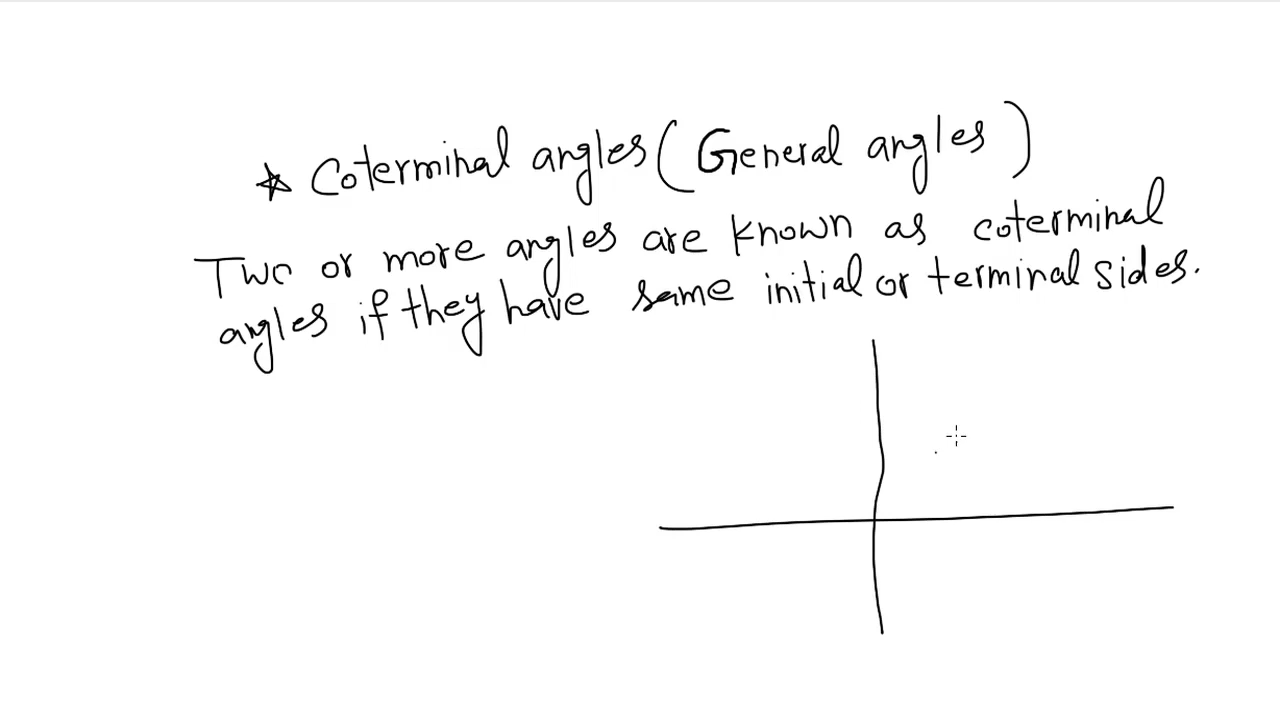 * Coterminal angles (General angles)
Two or more angles are known as coterminal
angles if they have same initial or terminal sides.